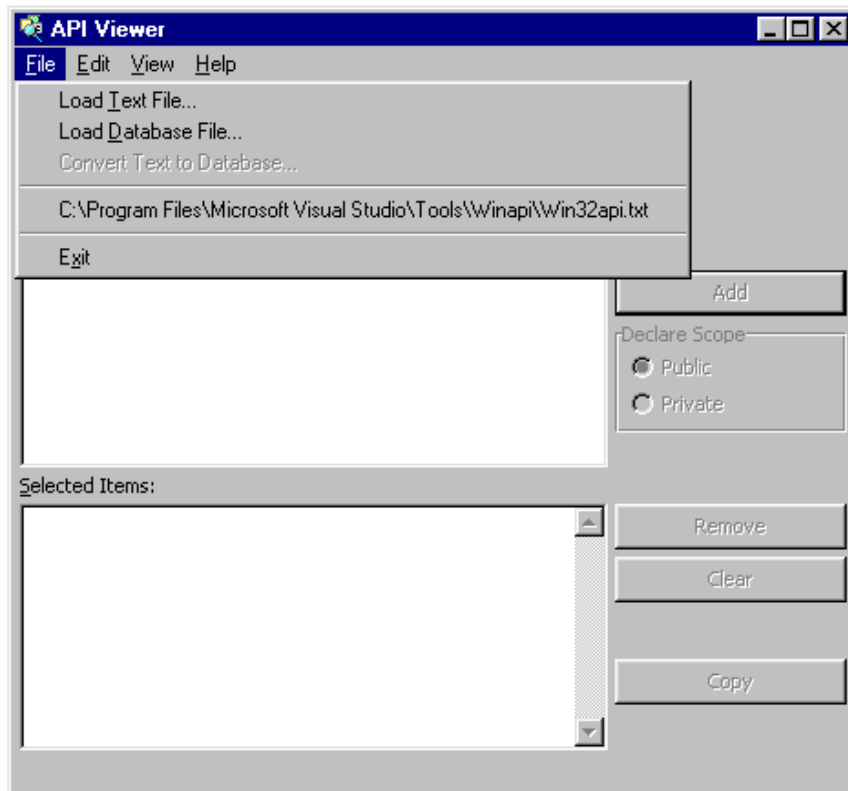 API Viewer
File Edit View Help
Load Text File...
Load Database File...
Convert Text to Database...
C:\Program Files\Microsoft Visual Studio\Tools\Winapi\Win32api.txt
Exit
Add
Declare Scope
Public
Private
Selected Items:
Remove
Clear
Copy